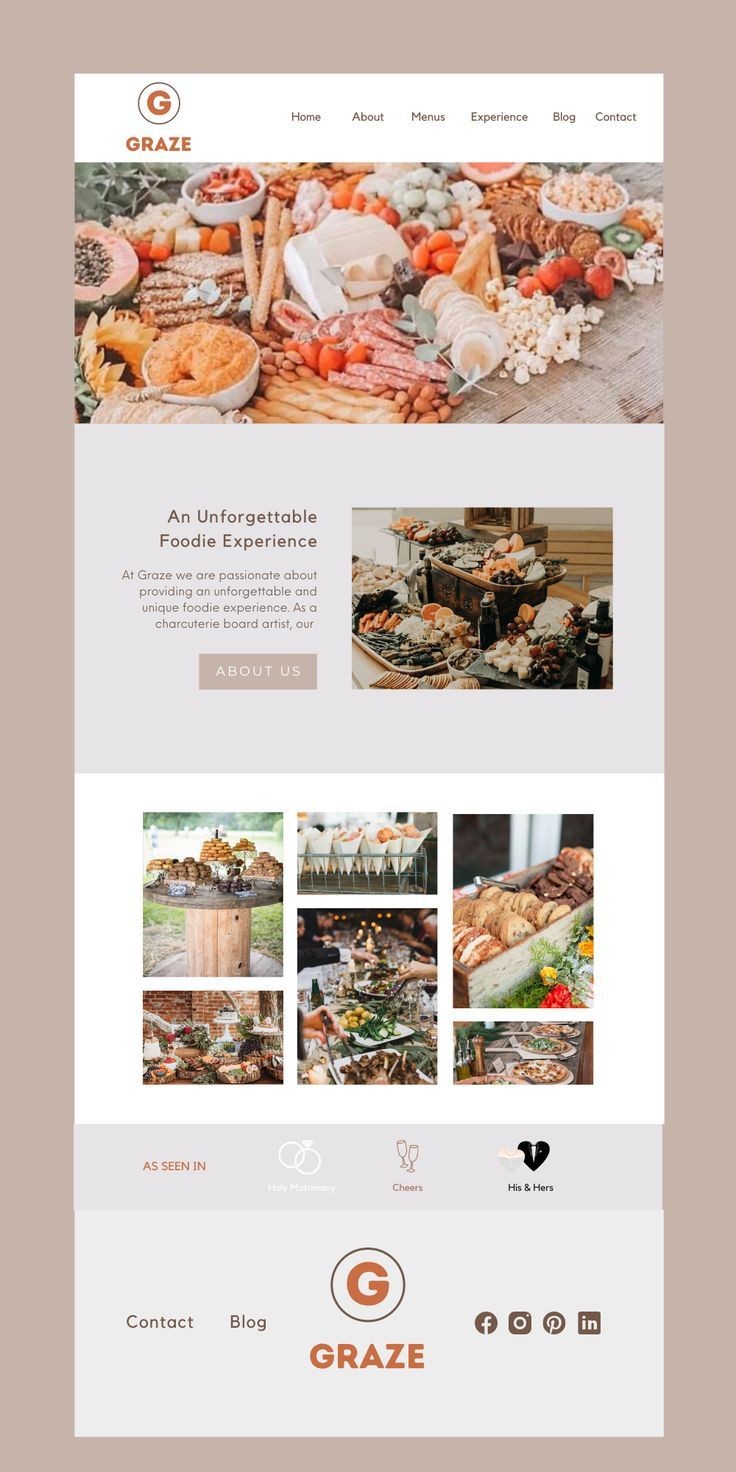 G
GRAZE
Home About Menus Experience Blog Contact
An Unforgettable
Foodie Experience
At Graze we are passionate about
providing an unforgettable and
unique foodie experience. As a
charcuterie board artist, our
ABOUT US
AS SEEN IN
Holy Matrimony
Cheers
His & Hers
Contact Blog
G
GRAZE